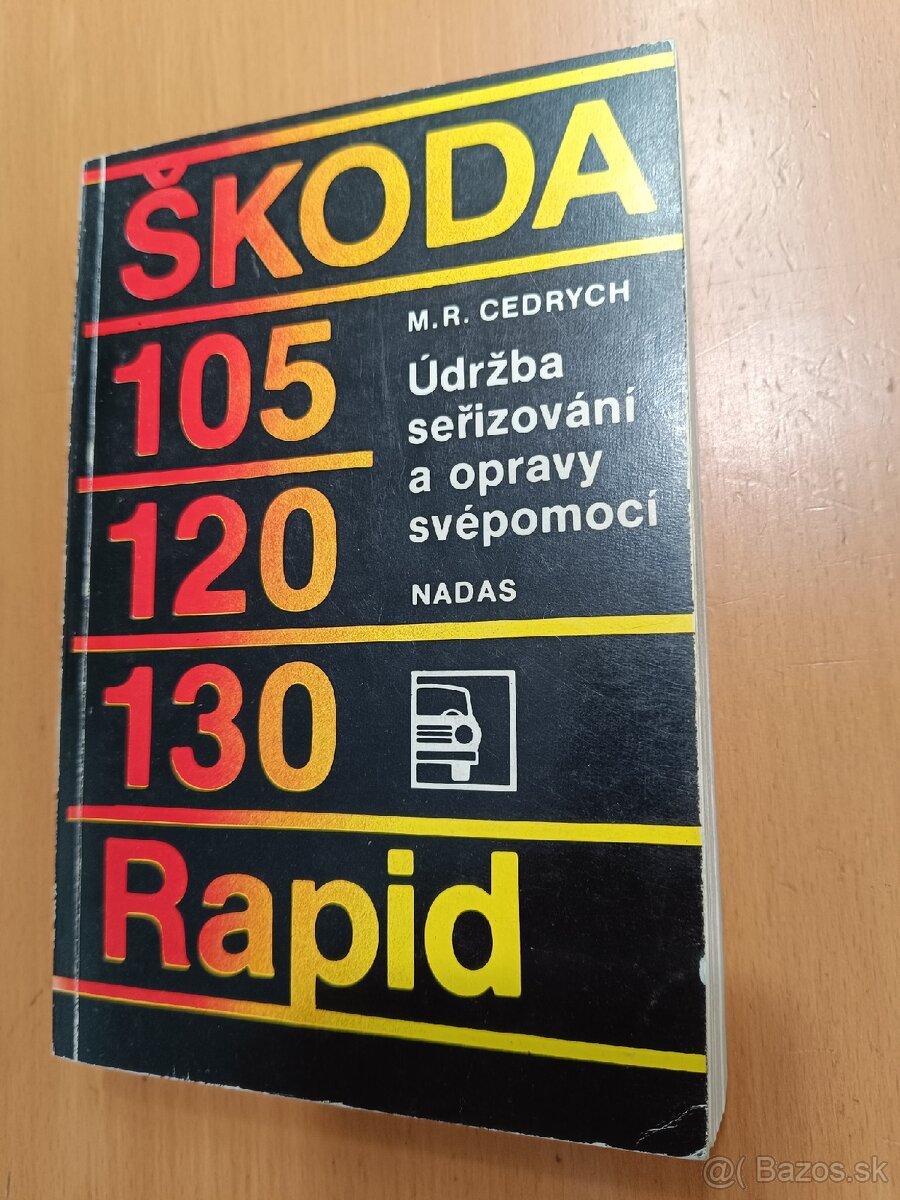 ŠKODA
105
120
130
Rapid
M.R. CEDRYCH
Údržba
seřizování
a opravy
svépomocí
NADAS
@( Bazos.sk